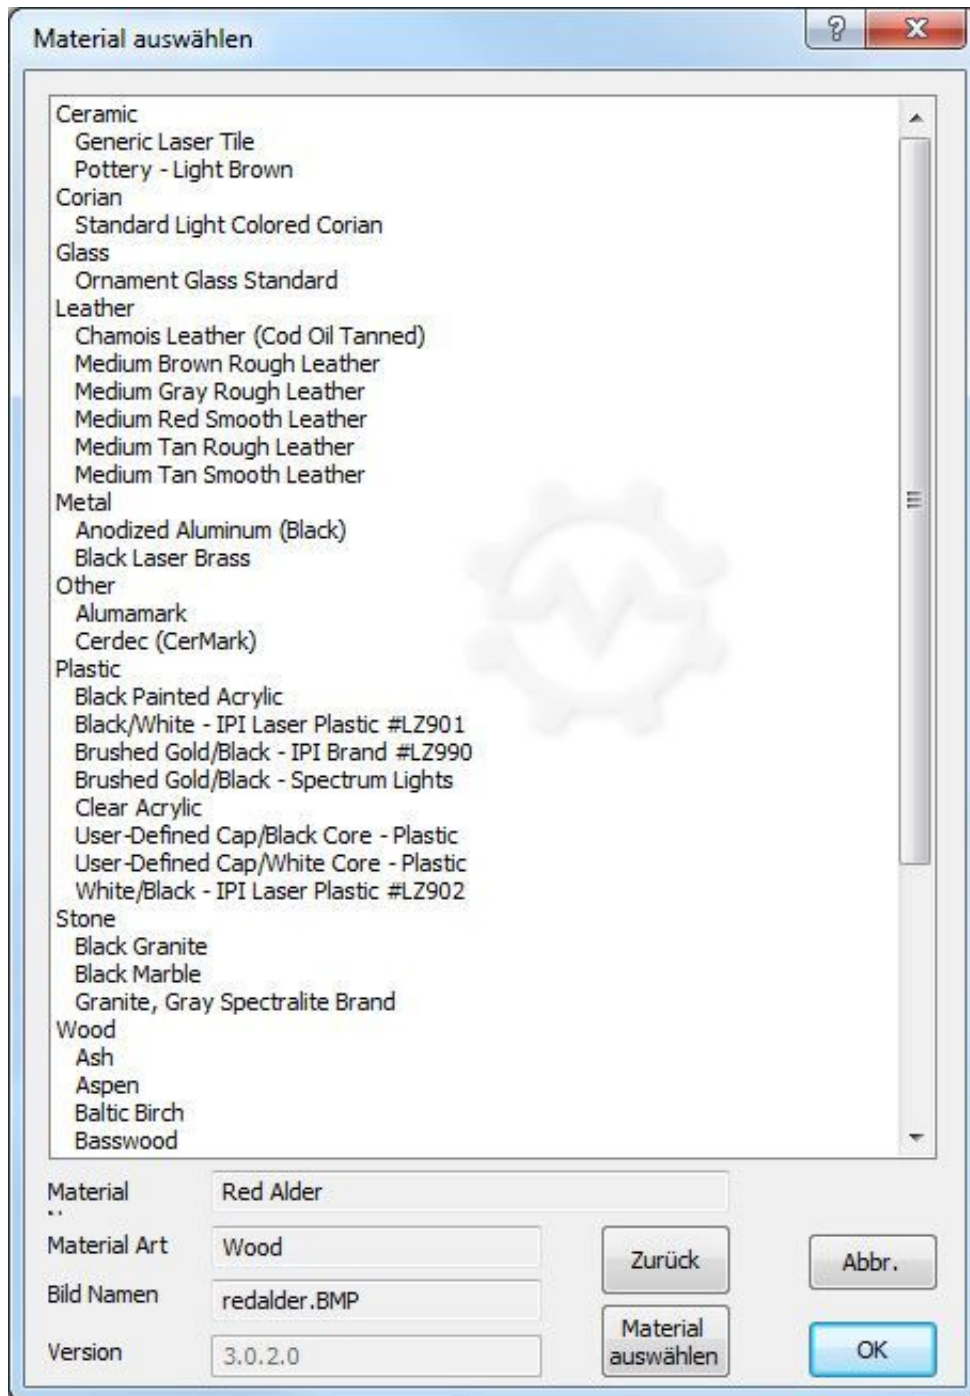 Material auswählen
Ceramic
Generic Laser Tile
Pottery - Light Brown
Corian
Standard Light Colored Corian
Glass
Ornament Glass Standard
Leather
Chamois Leather (Cod Oil Tanned)
Medium Brown Rough Leather
Medium Gray Rough Leather
Medium Red Smooth Leather
Medium Tan Rough Leather
Medium Tan Smooth Leather
Metal
Anodized Aluminum (Black)
Black Laser Brass
Other
Alumamark
Cerdec (CerMark)
Plastic
Black Painted Acrylic
Black/White - IPI Laser Plastic #LZ901
Brushed Gold/Black - IPI Brand #LZ990
Brushed Gold/Black - Spectrum Lights
Clear Acrylic
User-Defined Cap/Black Core - Plastic
User-Defined Cap/White Core - Plastic
White/Black - IPI Laser Plastic #LZ902
Stone
Black Granite
Black Marble
Granite, Gray Spectralite Brand
Wood
Ash
Aspen
Baltic Birch
Basswood
Material Red Alder
Material Art Wood
Bild Namen redalder.BMP
Version 3.0.2.0
Zurück
Abbr.
Material
auswählen
OK